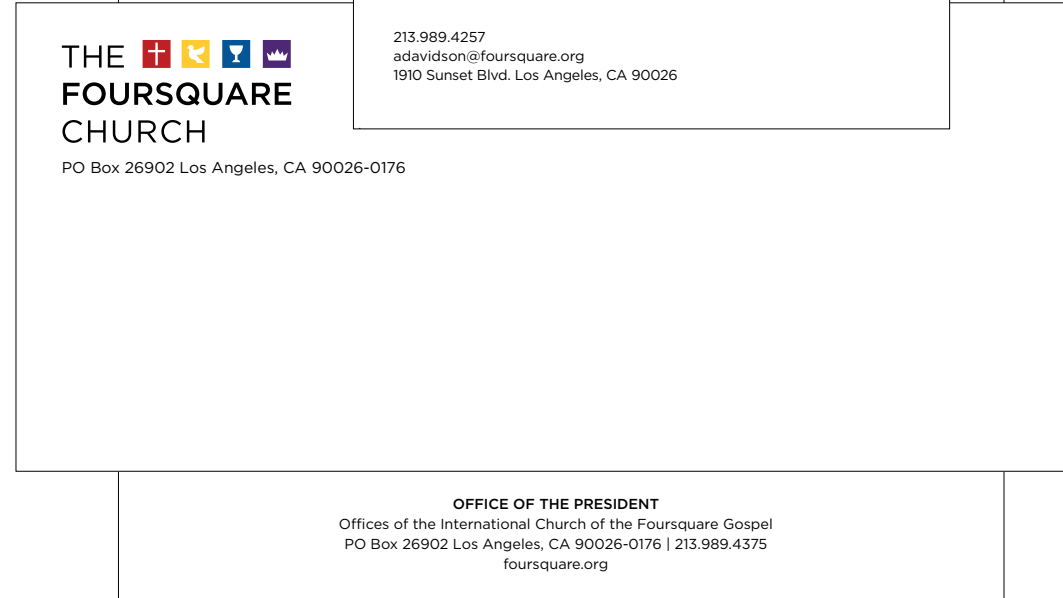 213.989.4257
adavidson@foursquare.org
1910 Sunset Blvd. Los Angeles, CA 90026
THE
FOURSQUARE
CHURCH
PO Box 26902 Los Angeles, CA 90026-0176
OFFICE OF THE PRESIDENT
Offices of the International Church of the Foursquare Gospel
PO Box 26902 Los Angeles, CA 90026-0176 | 213.989.4375
foursquare.org